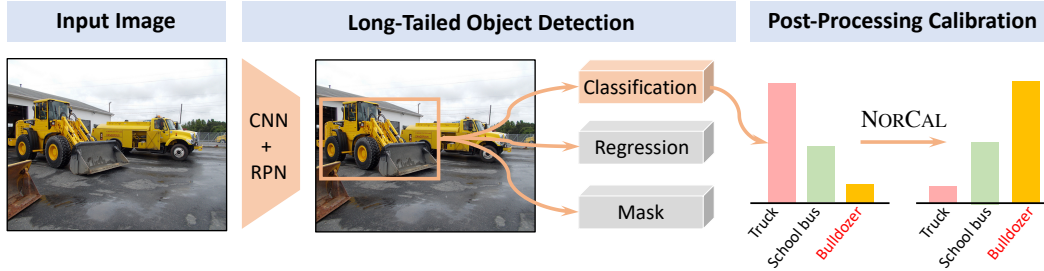 Input Image
Long-Tailed Object Detection
Post-Processing Calibration
CNN
+
RPN
Classification
Regression
Mask
NORCAL
Truck
School bus
Bulldozer
Truck
School bus
Bulldozer